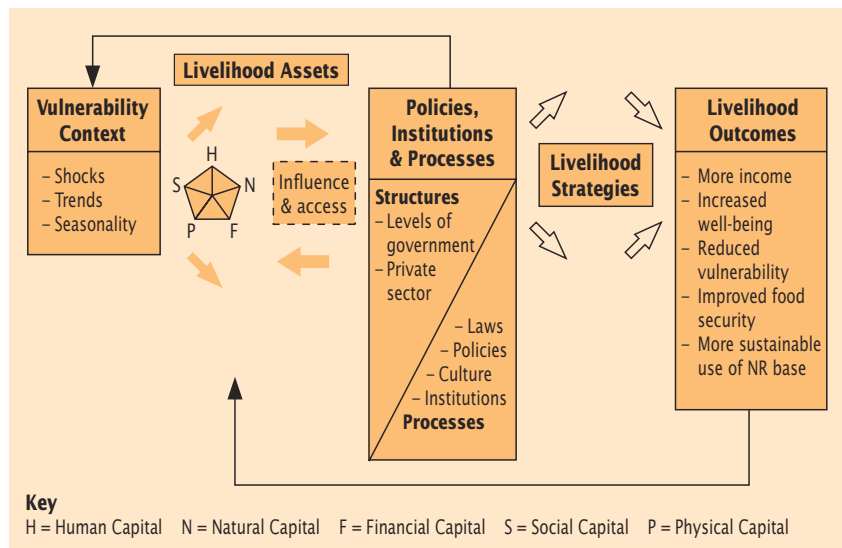 Livelihood Assets
Vulnerability
Context
– Shocks
– Trends
– Seasonality
H
S
N
P
F
Influence
& access
Policies,
Institutions
& Processes
Structures
– Levels of
government
– Private
sector
– Laws
– Policies
– Culture
– Institutions
Processes
Livelihood
Strategies
Livelihood
Outcomes
– More income
– Increased
well-being
– Reduced
vulnerability
– Improved food
security
– More sustainable
use of NR base
Key
H = Human Capital N = Natural Capital F = Financial Capital S = Social Capital P = Physical Capital